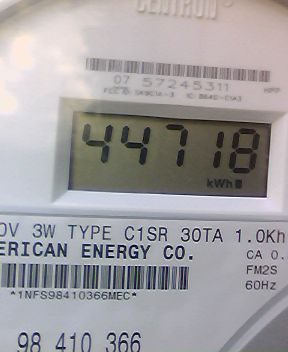 CENTRON®
07 57245311
44718
kWh
0V 3W TYPE C1SR 30TA 1.0Kh
ERICAN ENERGY CO.
CA 0.
FM2S
*1NFS98410366MEC*
60Hz
98 410 366